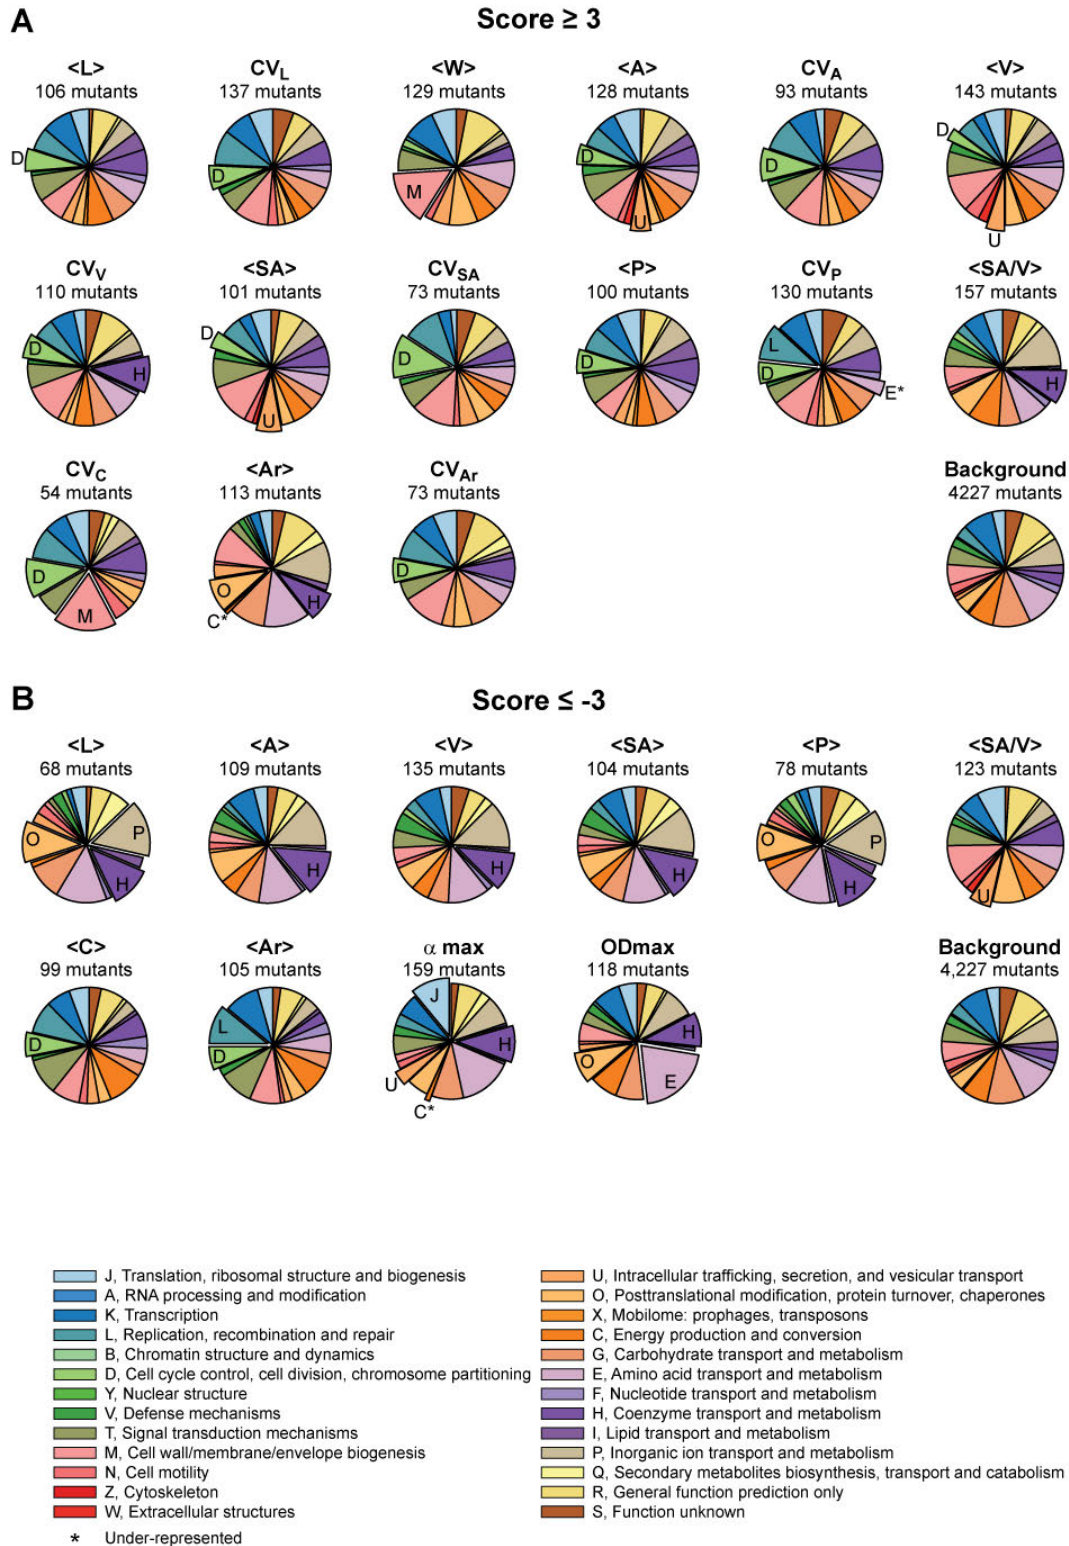 A
Score ≥ 3
<L> CV_L <W> <A> CV_A <V>
106 mutants 137 mutants 129 mutants 128 mutants 93 mutants 143 mutants
D D M D U D D U
CV_V <SA> CV_SA <P> CV_P <SA/V>
110 mutants 101 mutants 73 mutants 100 mutants 130 mutants 157 mutants
D H D U D D L D E* H
CV_C <Ar> CV_Ar Background
54 mutants 113 mutants 73 mutants 4227 mutants
D M O C* H D
B
Score ≤ -3
<L> <A> <V> <SA> <P> <SA/V>
68 mutants 109 mutants 135 mutants 104 mutants 78 mutants 123 mutants
O P H H H H O P H U
<C> <Ar> α max ODmax Background
99 mutants 105 mutants 159 mutants 118 mutants 4,227 mutants
D L D J H U C* H O E
J, Translation, ribosomal structure and biogenesis
A, RNA processing and modification
K, Transcription
L, Replication, recombination and repair
B, Chromatin structure and dynamics
D, Cell cycle control, cell division, chromosome partitioning
Y, Nuclear structure
V, Defense mechanisms
T, Signal transduction mechanisms
M, Cell wall/membrane/envelope biogenesis
N, Cell motility
Z, Cytoskeleton
W, Extracellular structures
* Under-represented
U, Intracellular trafficking, secretion, and vesicular transport
O, Posttranslational modification, protein turnover, chaperones
X, Mobilome: prophages, transposons
C, Energy production and conversion
G, Carbohydrate transport and metabolism
E, Amino acid transport and metabolism
F, Nucleotide transport and metabolism
H, Coenzyme transport and metabolism
I, Lipid transport and metabolism
P, Inorganic ion transport and metabolism
Q, Secondary metabolites biosynthesis, transport and catabolism
R, General function prediction only
S, Function unknown